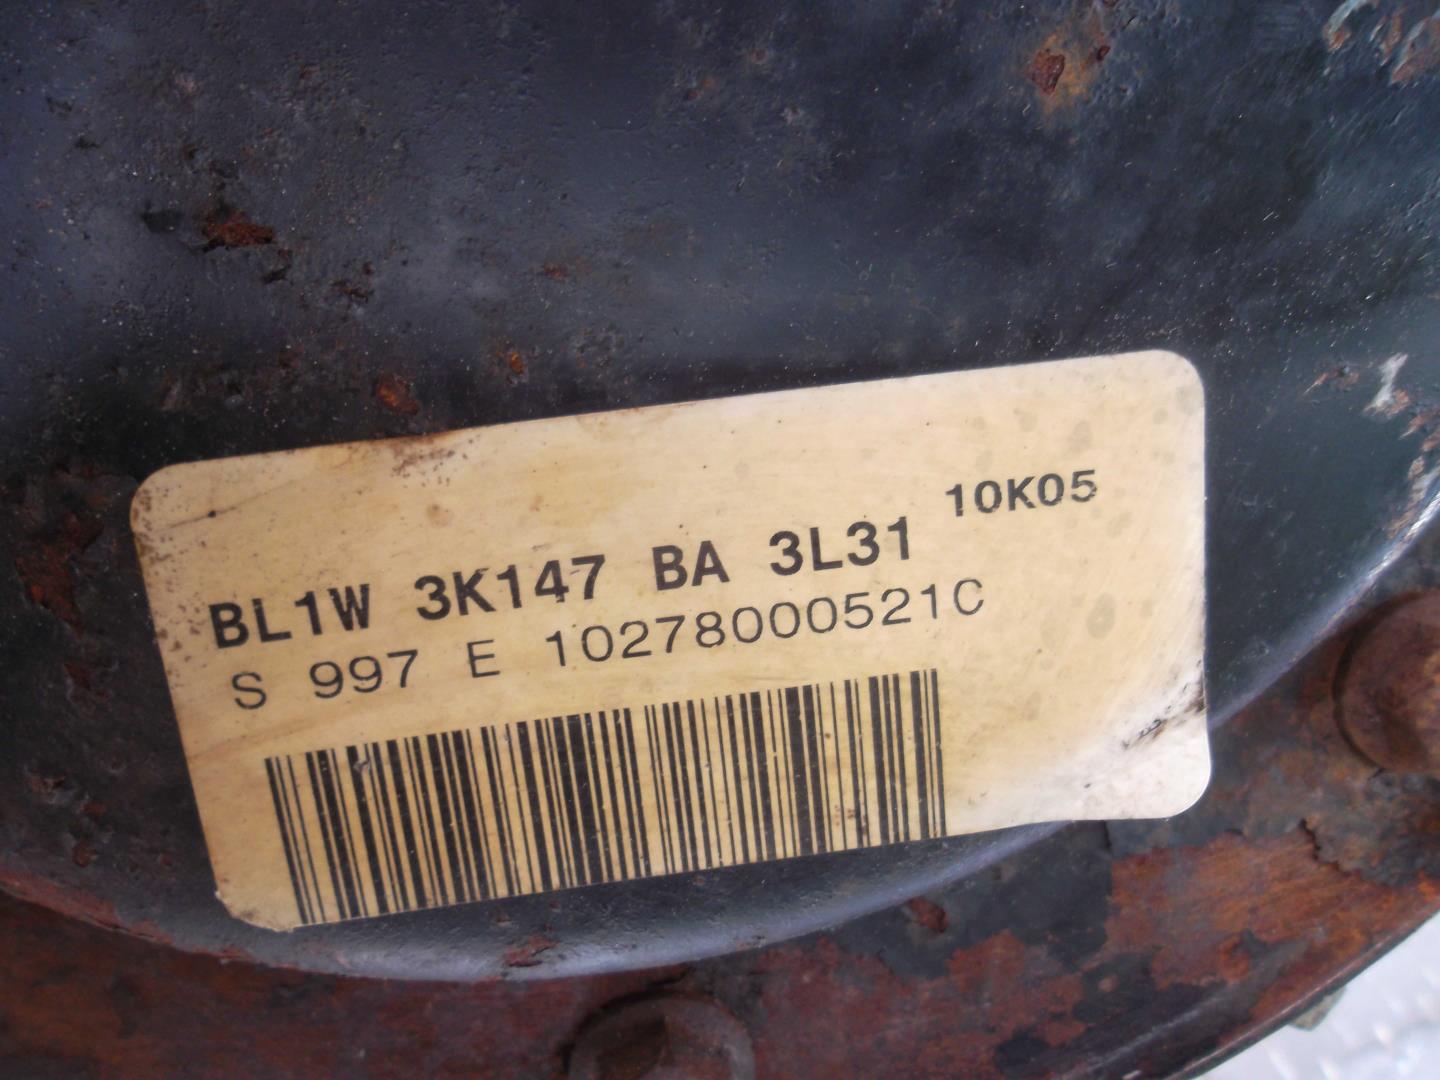 BL1W 3K147 BA 3L31 10K05
S 997 E 10278000521C